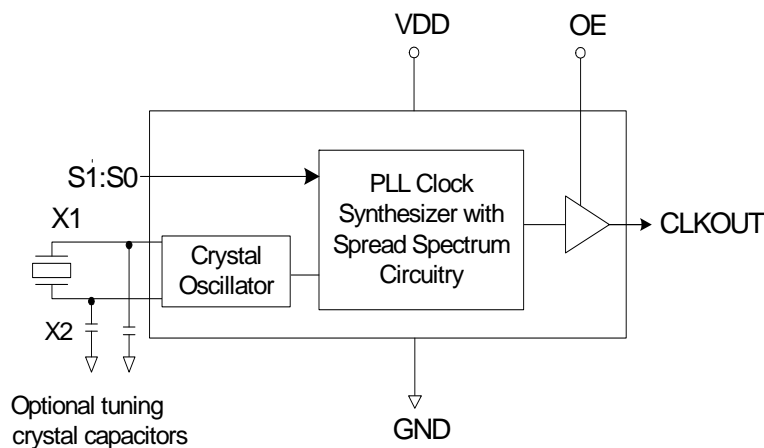 VDD
OE
S1:S0
PLL Clock
Synthesizer with
Spread Spectrum
Circuitry
CLKOUT
X1
Crystal
Oscillator
X2
Optional tuning
crystal capacitors
GND